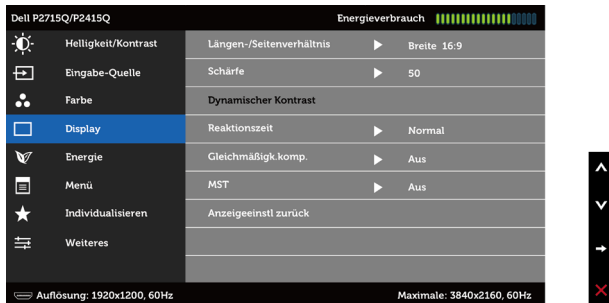 Dell P2715Q/P2415Q Energieverbrauch
Helligkeit/Kontrast Längen-/Seitenverhältnis Breite 16:9
Eingabe-Quelle Schärfe 50
Farbe Dynamischer Kontrast
Display Reaktionszeit Normal
Energie Gleichmäßigk.komp. Aus
Menü MST Aus
Individualisieren Anzeigeeinstl zurück
Weiteres
Auflösung: 1920x1200, 60Hz Maximale: 3840x2160, 60Hz